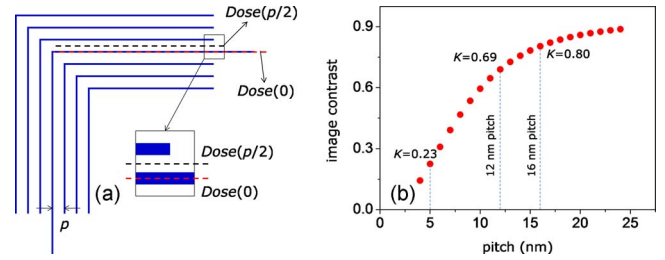 Dose(p/2)
Dose(0)
Dose(p/2)
Dose(0)
(a)
p
image contrast
0.9
0.6
0.3
0.0
K=0.69
K=0.80
K=0.23
12 nm pitch
16 nm pitch
(b)
0 5 10 15 20 25
pitch (nm)